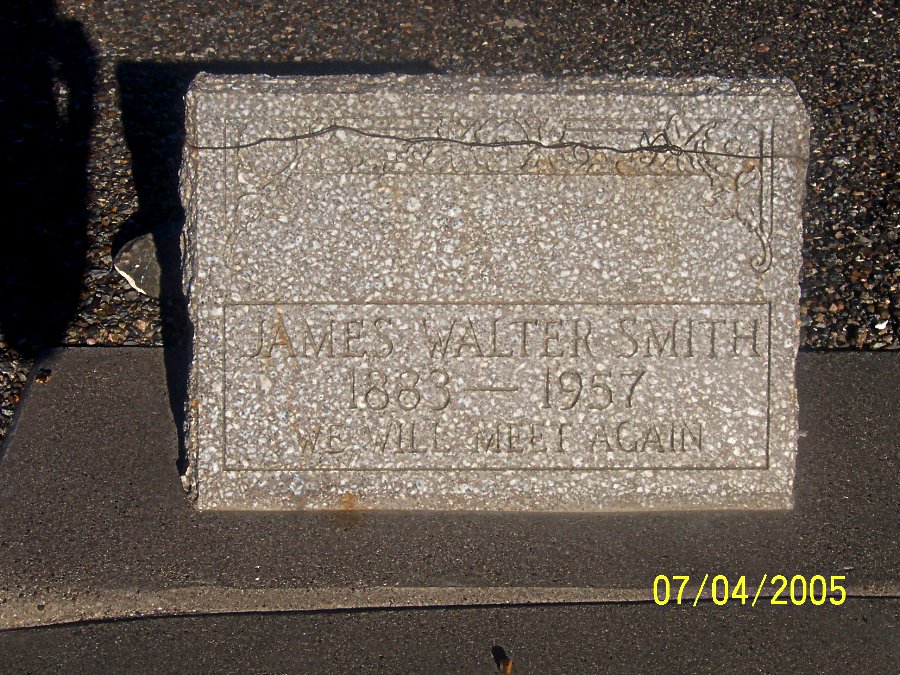 JAMES WALTER SMITH
1883 — 1957
WE WILL MEET AGAIN
07/04/2005